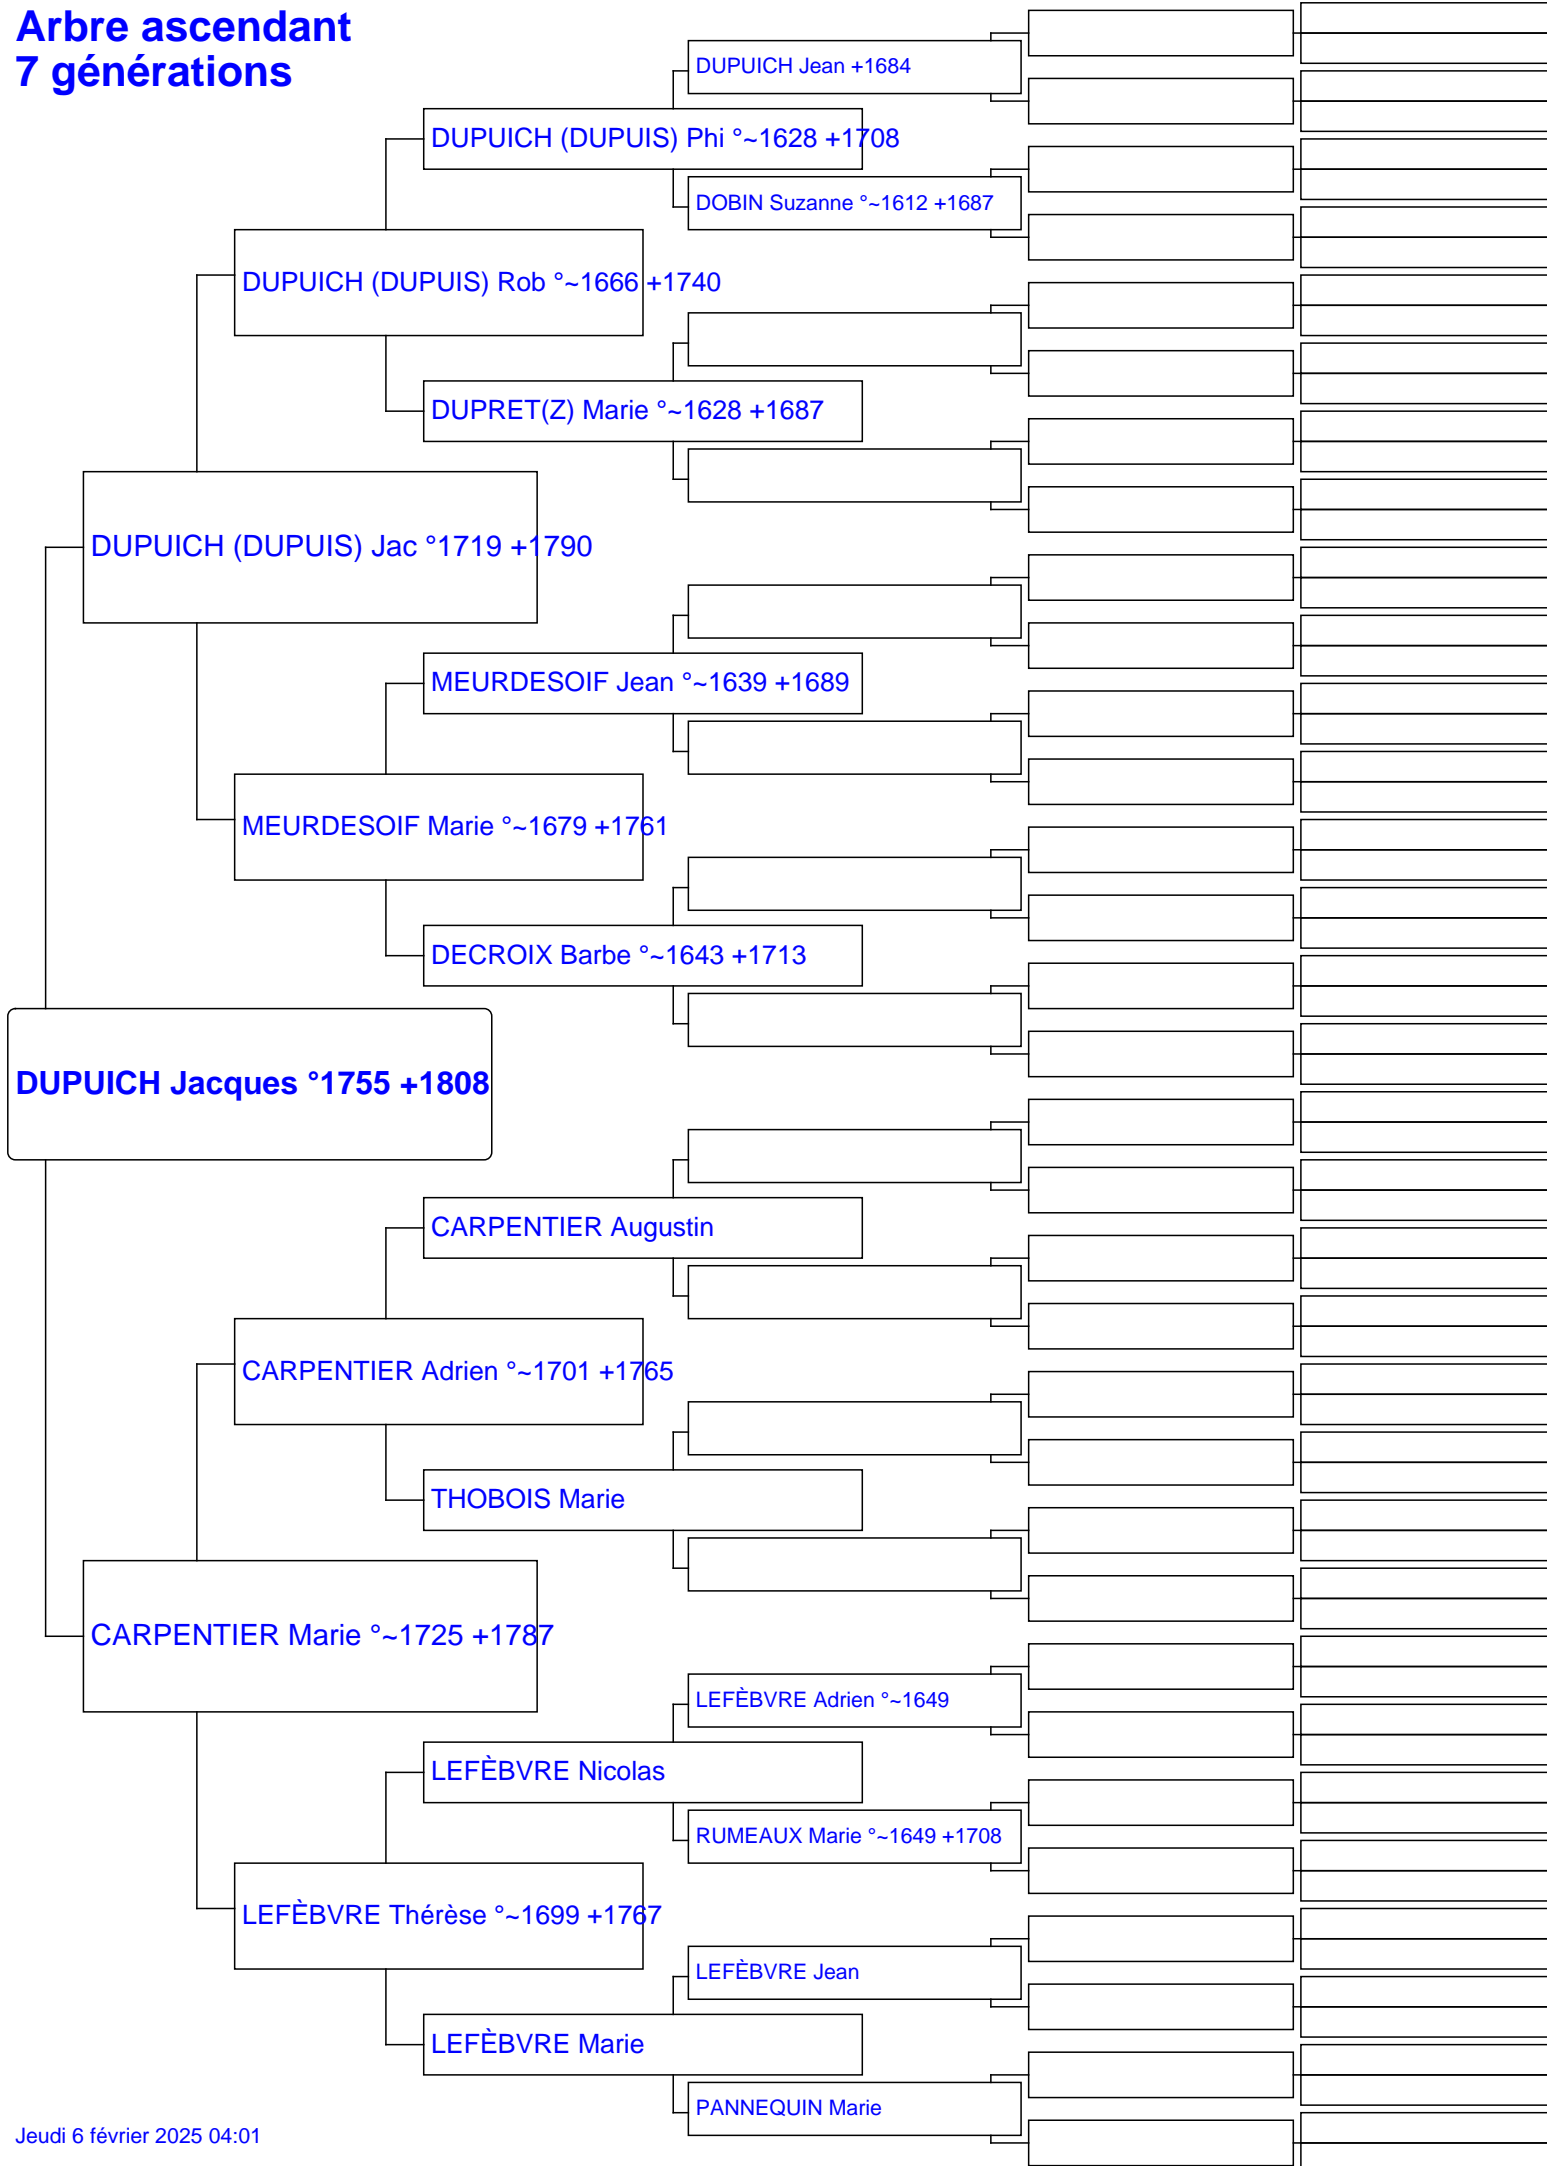 Arbre ascendant
7 générations
DUPUICH Jean +1684
DUPUICH (DUPUIS) Phi °~1628 +1708
DOBIN Suzanne °~1612 +1687
DUPUICH (DUPUIS) Rob °~1666 +1740
DUPRET(Z) Marie °~1628 +1687
DUPUICH (DUPUIS) Jac °1719 +1790
MEURDESOIF Jean °~1639 +1689
MEURDESOIF Marie °~1679 +1761
DECROIX Barbe °~1643 +1713
DUPUICH Jacques °1755 +1808
CARPENTIER Augustin
CARPENTIER Adrien °~1701 +1765
THOBOIS Marie
CARPENTIER Marie °~1725 +1787
LEFÈBVRE Adrien °~1649
LEFÈBVRE Nicolas
RUMEAUX Marie °~1649 +1708
LEFÈBVRE Thérèse °~1699 +1767
LEFÈBVRE Jean
LEFÈBVRE Marie
PANNEQUIN Marie
Jeudi 6 février 2025 04:01